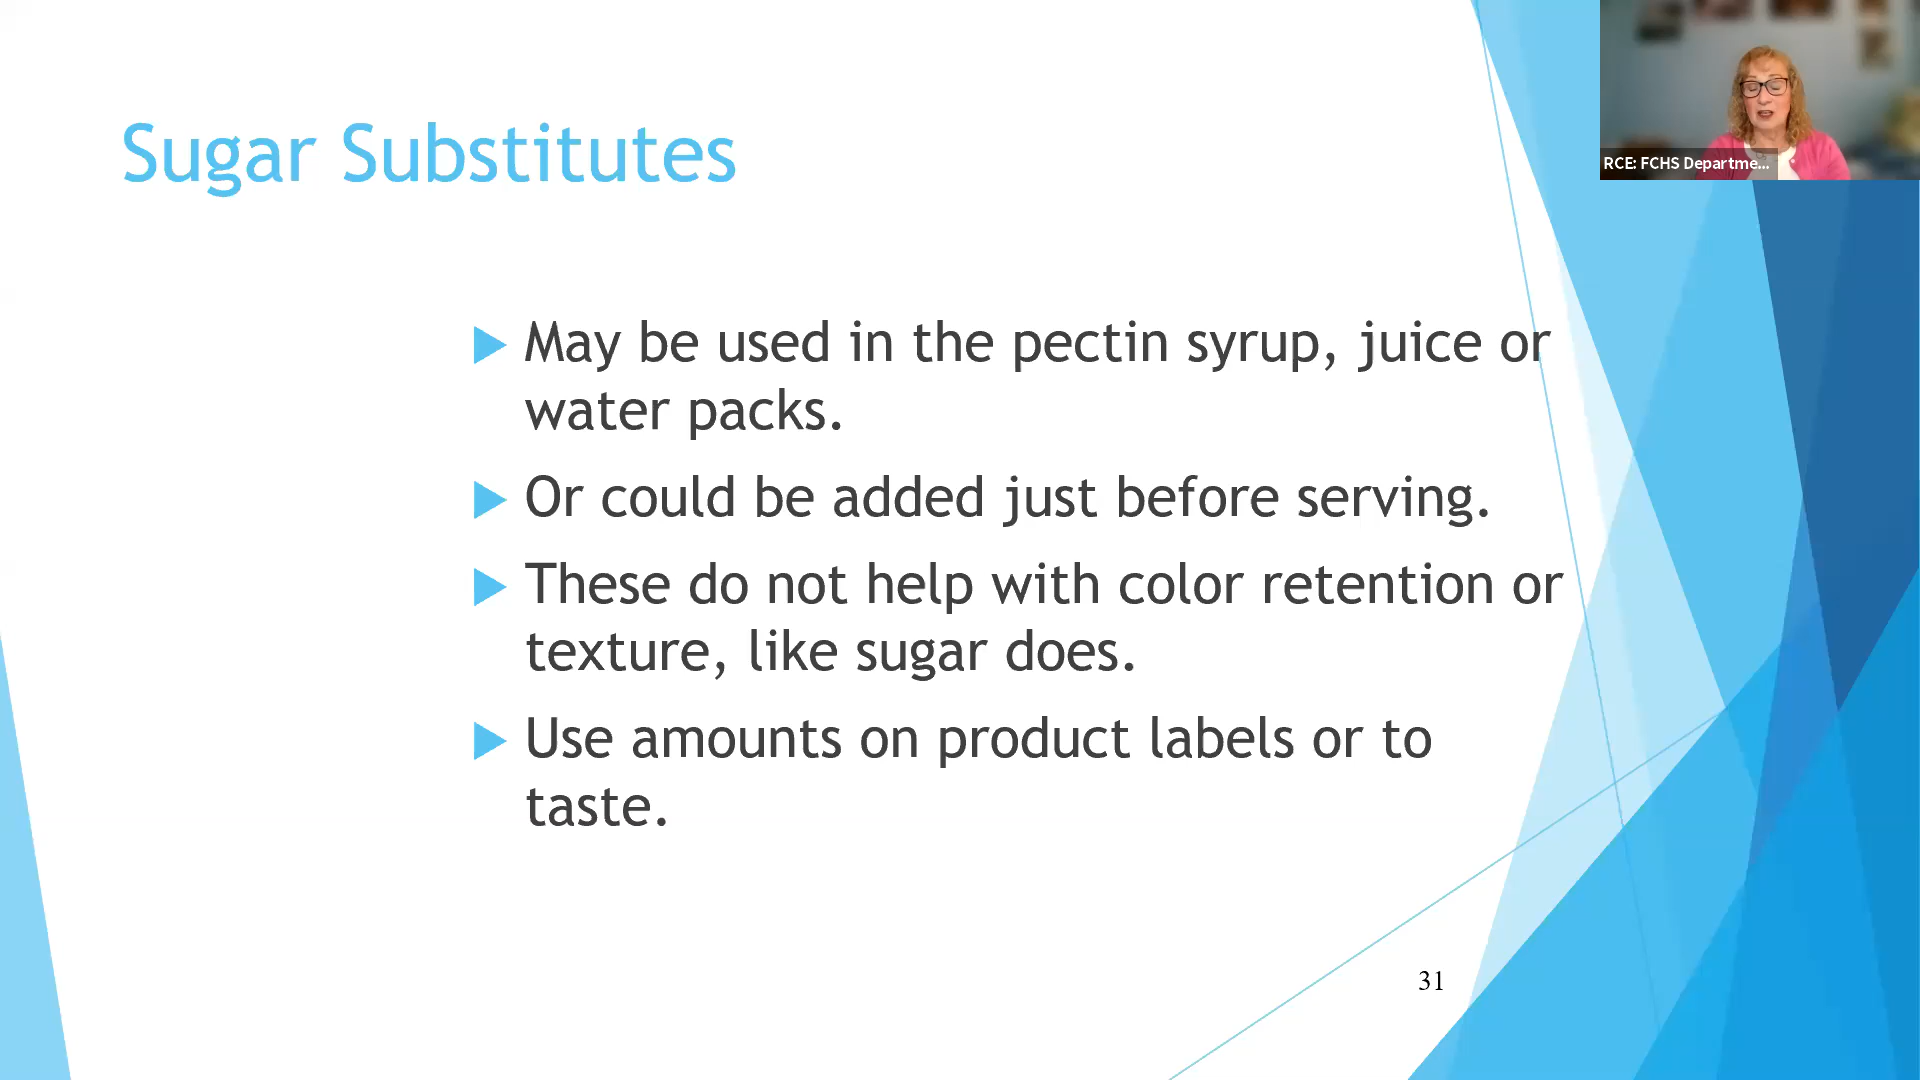 Sugar Substitutes
RCE: FCHS Departme...
May be used in the pectin syrup, juice or
water packs.
Or could be added just before serving.
These do not help with color retention or
texture, like sugar does.
Use amounts on product labels or to
taste.
31